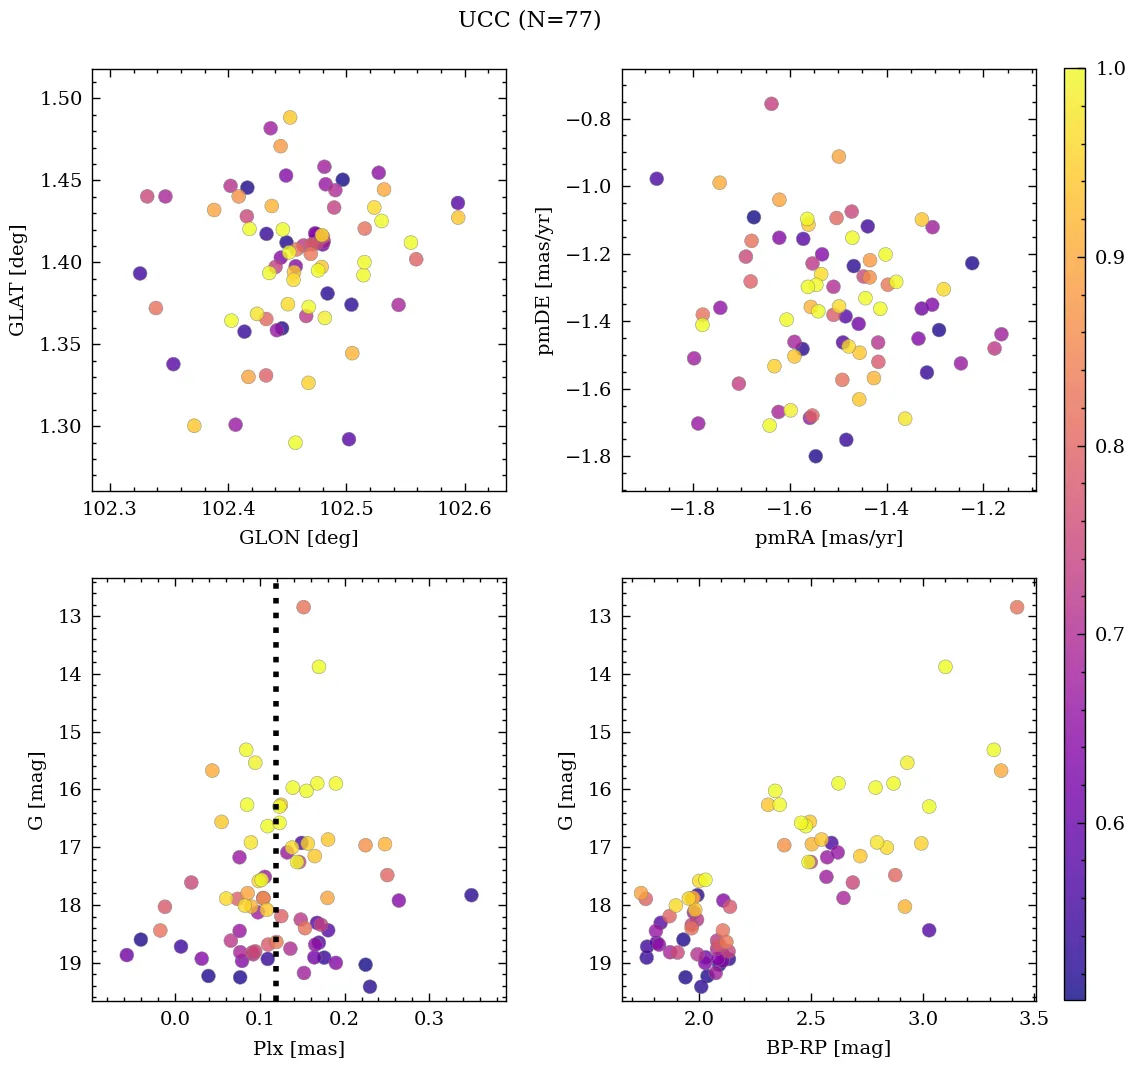 UCC (N=77)
1.50
1.45
1.40
1.35
1.30
GLAT [deg]
102.3 102.4 102.5 102.6
GLON [deg]
−0.8
−1.0
−1.2
−1.4
−1.6
−1.8
pmDE [mas/yr]
−1.8 −1.6 −1.4 −1.2
pmRA [mas/yr]
1.0
0.9
0.8
0.7
0.6
13
14
15
16
17
18
19
G [mag]
0.0 0.1 0.2 0.3
Plx [mas]
13
14
15
16
17
18
19
G [mag]
2.0 2.5 3.0 3.5
BP-RP [mag]